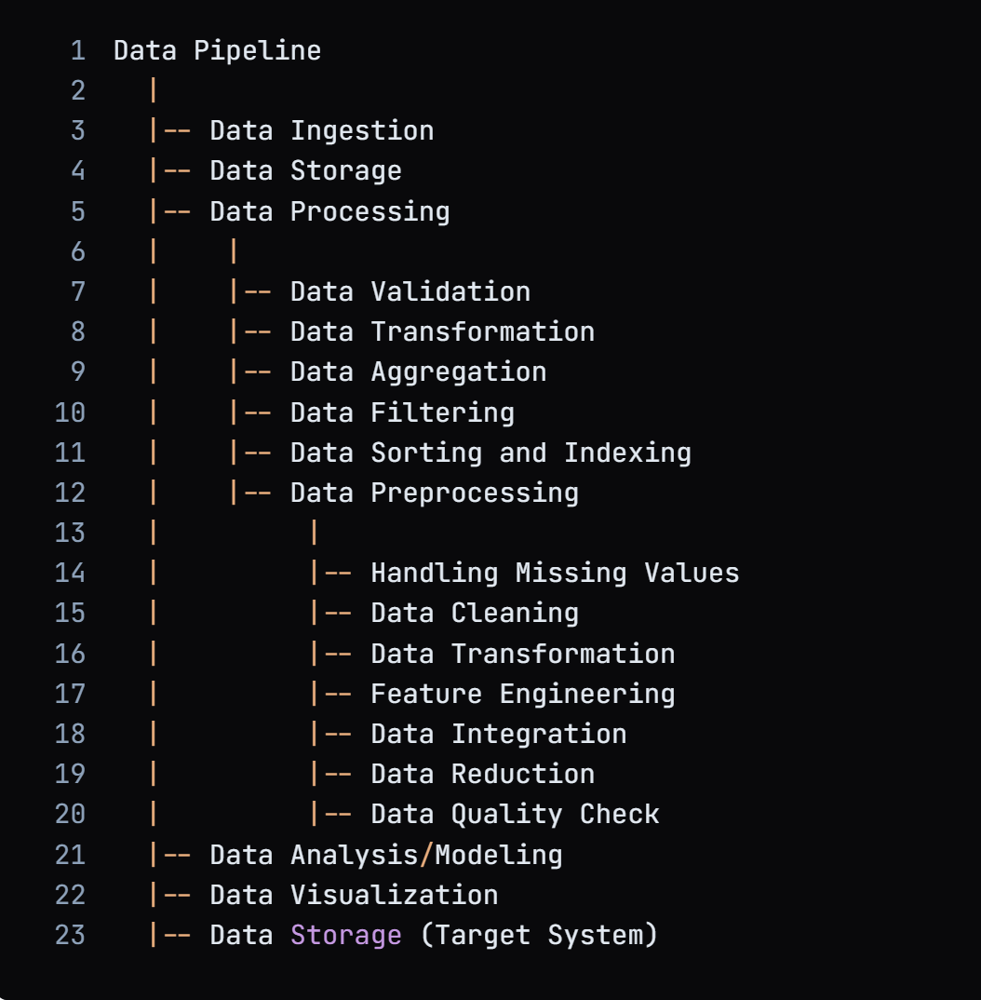 1 Data Pipeline
2 |
3 |-- Data Ingestion
4 |-- Data Storage
5 |-- Data Processing
6 |    |
7 |    |-- Data Validation
8 |    |-- Data Transformation
9 |    |-- Data Aggregation
10 |    |-- Data Filtering
11 |    |-- Data Sorting and Indexing
12 |    |-- Data Preprocessing
13 |         |
14 |         |-- Handling Missing Values
15 |         |-- Data Cleaning
16 |         |-- Data Transformation
17 |         |-- Feature Engineering
18 |         |-- Data Integration
19 |         |-- Data Reduction
20 |         |-- Data Quality Check
21 |-- Data Analysis/Modeling
22 |-- Data Visualization
23 |-- Data Storage (Target System)